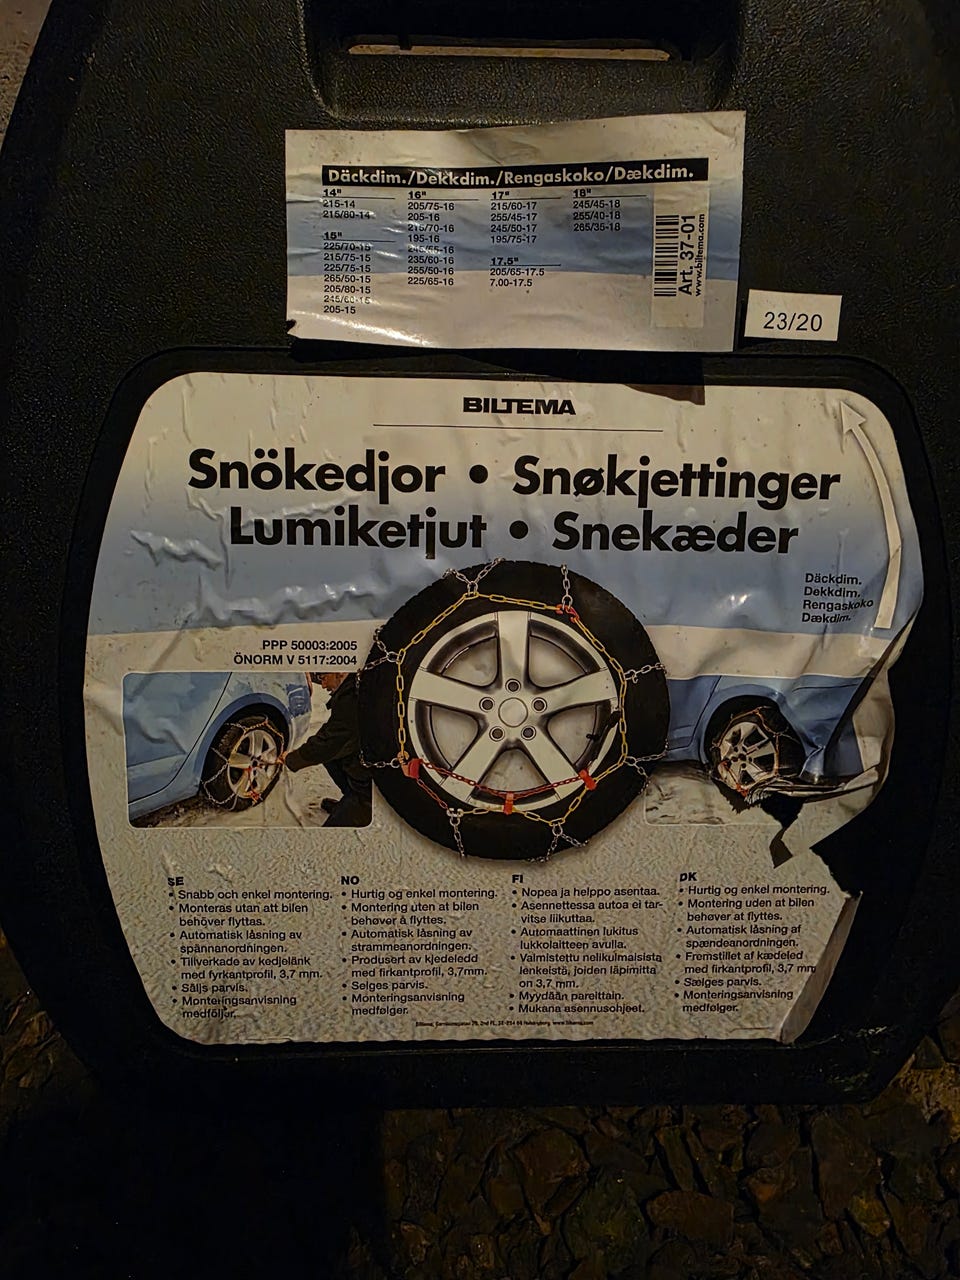 Däckdim./Dekkdim./Rengaskoko/Dækdim.
14"
215-14
215/80-14
15"
225/70-15
215/75-15
225/75-15
265/50-15
205/80-15
245/60-15
205-15
16"
205/75-16
205-16
215/70-16
195-16
235/60-16
255/50-16
225/65-16
17"
215/60-17
255/45-17
245/50-17
195/75-17
17.5"
205/65-17.5
7.00-17.5
18"
245/45-18
255/40-18
265/35-18
Art. 37-01
www.biltema.com
23/20
BILTEMA
Snökedjor • Snøkjettinger
Lumiketjut • Snekæder
Däckdim.
Dekkdim.
Rengaskoko
Dækdim.
PPP 50003:2005
ÖNORM V 5117:2004
SE
• Snabb och enkel montering.
• Monteras utan att bilen
behöver flyttas.
• Automatisk låsning av
spännanordningen.
• Tillverkade av kedjelänk
med fyrkantprofil, 3,7 mm.
• Säljs parvis.
• Monteringsanvisning
medföljer.
NO
• Hurtig og enkel montering.
• Montering uten at bilen
behøver å flyttes.
• Automatisk låsning av
strammeanordningen.
• Produsert av kjedeledd
med firkantprofil, 3,7mm.
• Selges parvis.
• Monteringsanvisning
medfølger.
FI
• Nopea ja helppo asentaa.
• Asennettessa autoa ei tar-
vitse liikuttaa.
• Automaattinen lukitus
lukkolaitteen avulla.
• Valmistettu nelikulmaisista
lenkeistä, joiden läpimitta
on 3,7 mm.
• Myydään pareittain.
• Mukana asennusohjeet.
DK
• Hurtig og enkel montering.
• Montering uden at bilen
behøver at flyttes.
• Automatisk låsning af
spændeanordningen.
• Fremstillet af kædeled
med firkantprofil, 3,7 mm
• Sælges parvis.
• Monteringsanvisning
medfølger.